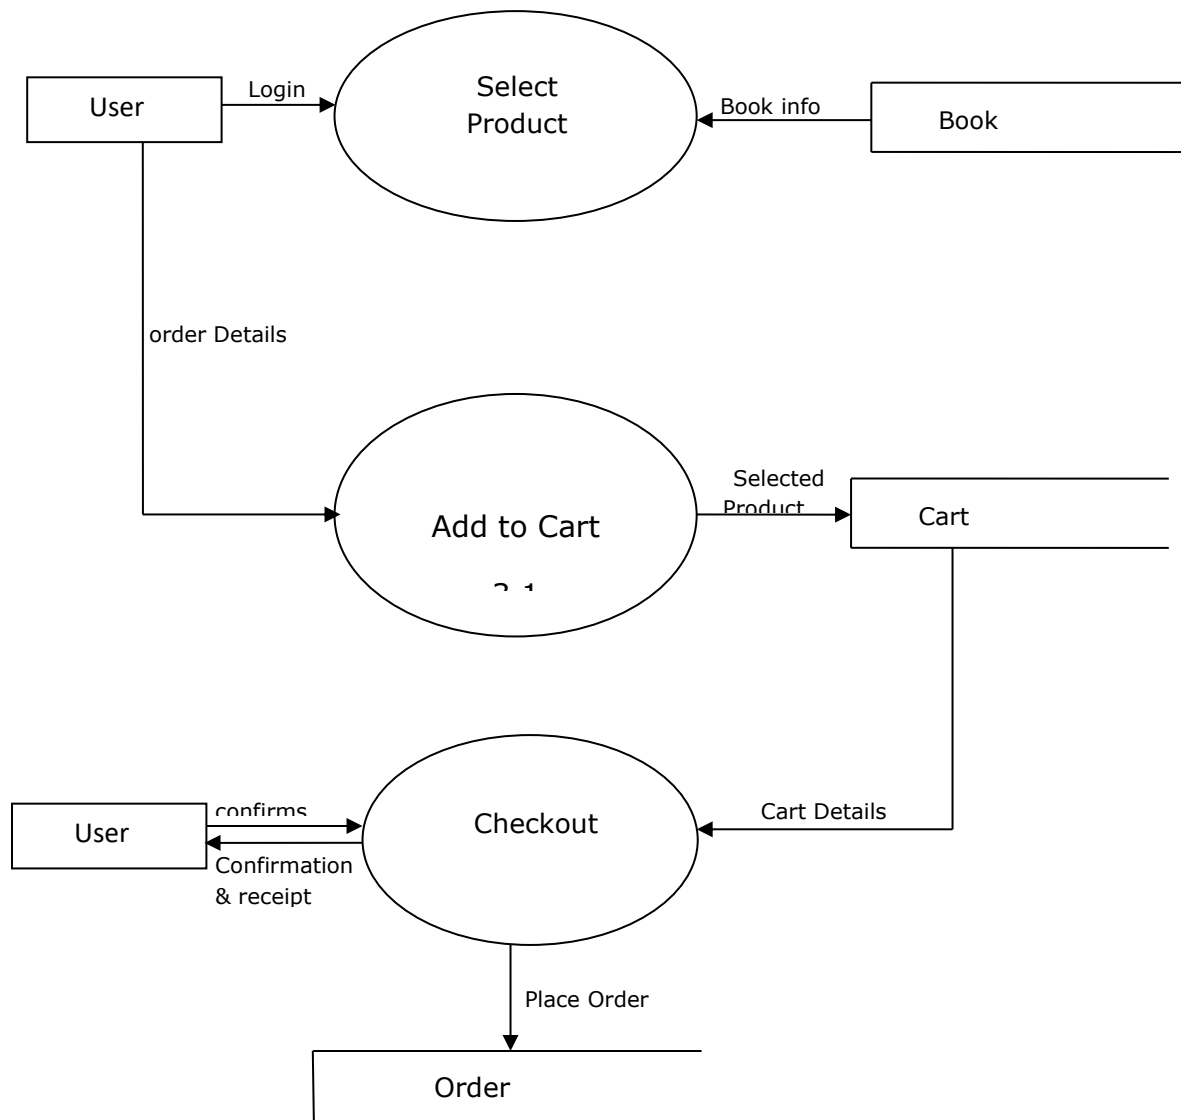 User
Login
Select
Product
Book info
Book
order Details
Add to Cart
Selected
Product
Cart
confirms
User
Confirmation
& receipt
Checkout
Cart Details
Place Order
Order